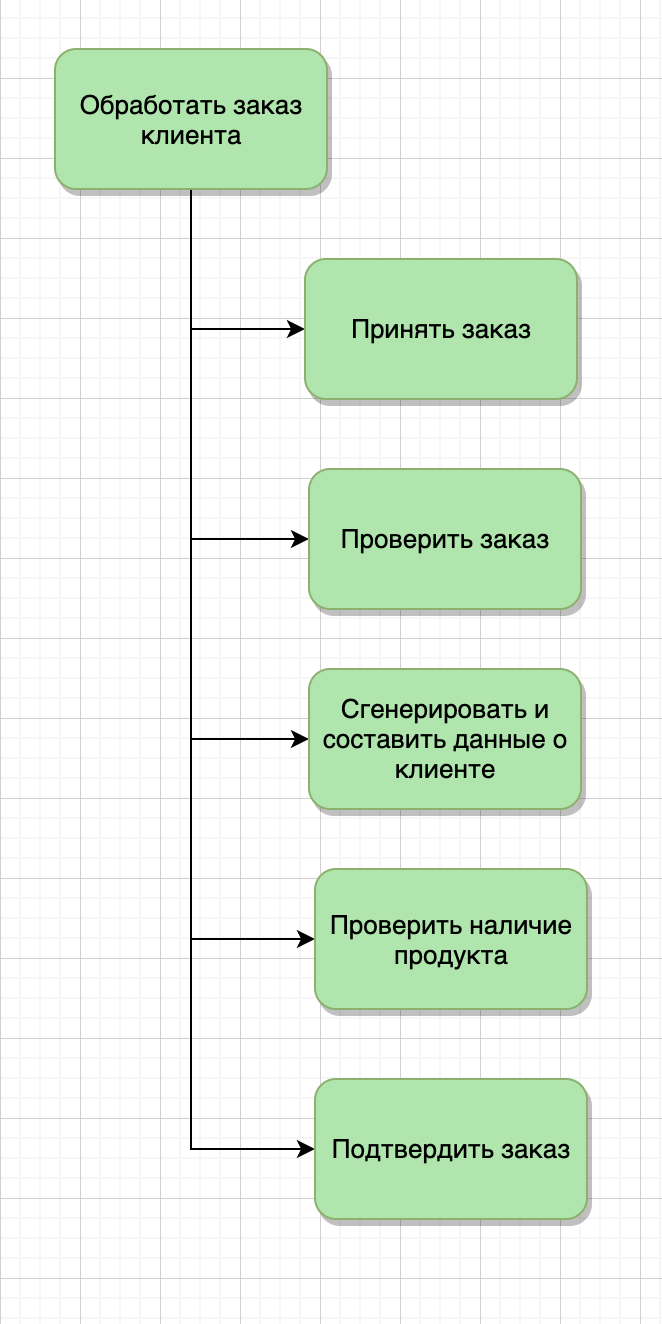 Обработать заказ
клиента
Принять заказ
Проверить заказ
Сгенерировать и
составить данные о
клиенте
Проверить наличие
продукта
Подтвердить заказ